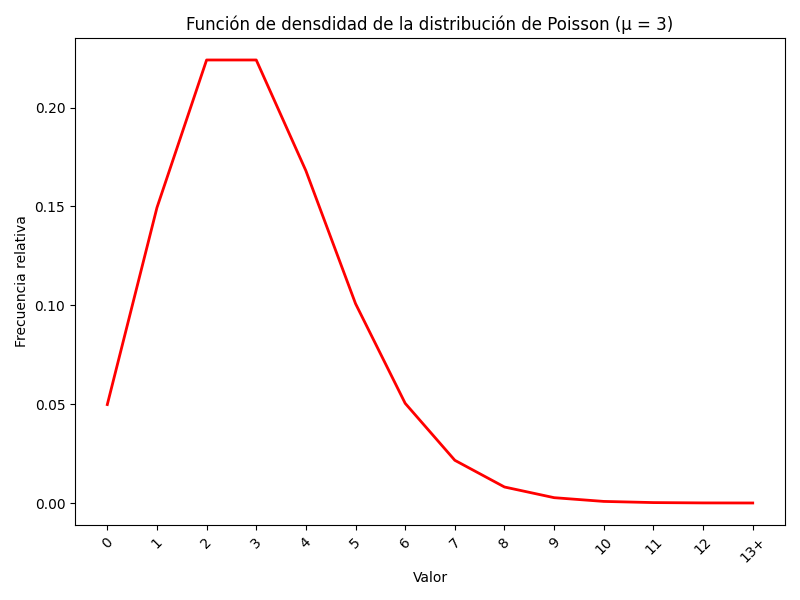 Función de densdidad de la distribución de Poisson (μ = 3)
Frecuencia relativa
0.20
0.15
0.10
0.05
0.00
0 1 2 3 4 5 6 7 8 9 10 11 12 13+
Valor